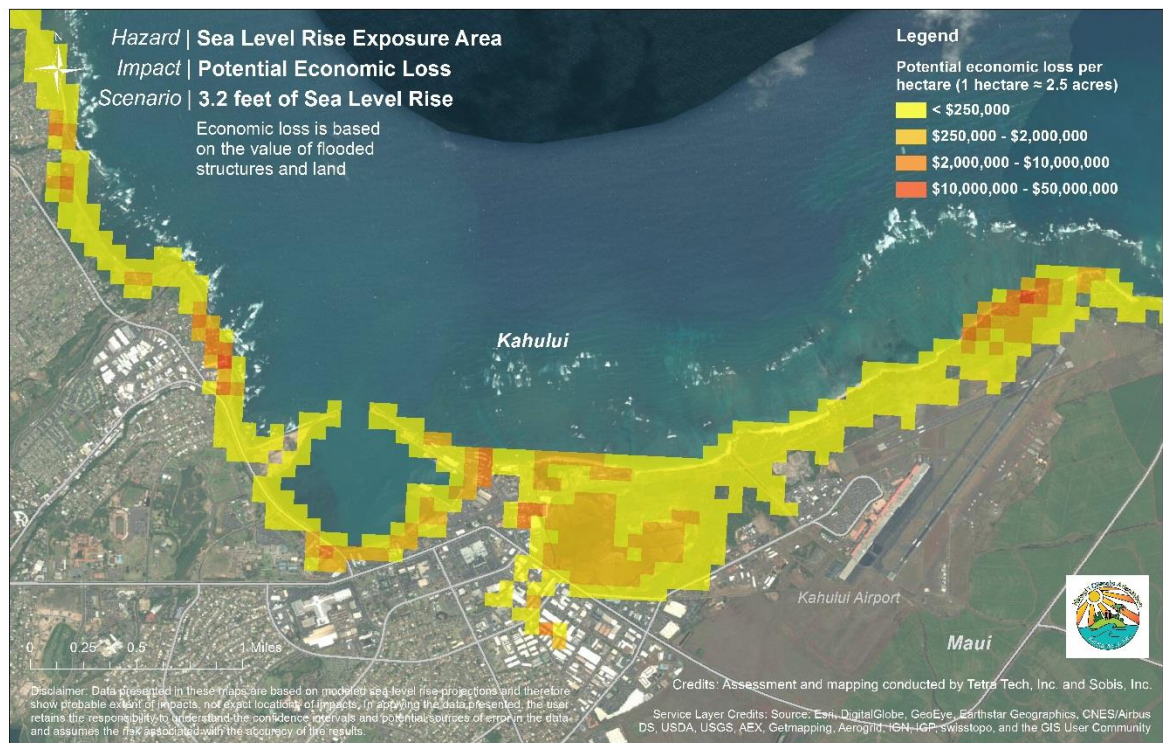 Hazard | Sea Level Rise Exposure Area
Impact | Potential Economic Loss
Scenario | 3.2 feet of Sea Level Rise
Economic loss is based
on the value of flooded
structures and land
N
Legend
Potential economic loss per
hectare (1 hectare ≈ 2.5 acres)
< $250,000
$250,000 - $2,000,000
$2,000,000 - $10,000,000
$10,000,000 - $50,000,000
Kahului
Kahului Airport
Maui
0 0.25 0.5 1 Miles
Disclaimer: Data presented in these maps are based on modeled sea level rise projections and therefore
show probable extent of impacts, not exact locations of impacts. In applying the data presented, the user
retains the responsibility to understand the confidence intervals and potential sources of error in the data
and assumes the risk associated with the accuracy of the results.
Credits: Assessment and mapping conducted by Tetra Tech, Inc. and Sobis, Inc.
Service Layer Credits: Source: Esri, DigitalGlobe, GeoEye, Earthstar Geographics, CNES/Airbus
DS, USDA, USGS, AEX, Getmapping, Aerogrid, IGN, IGP, swisstopo, and the GIS User Community